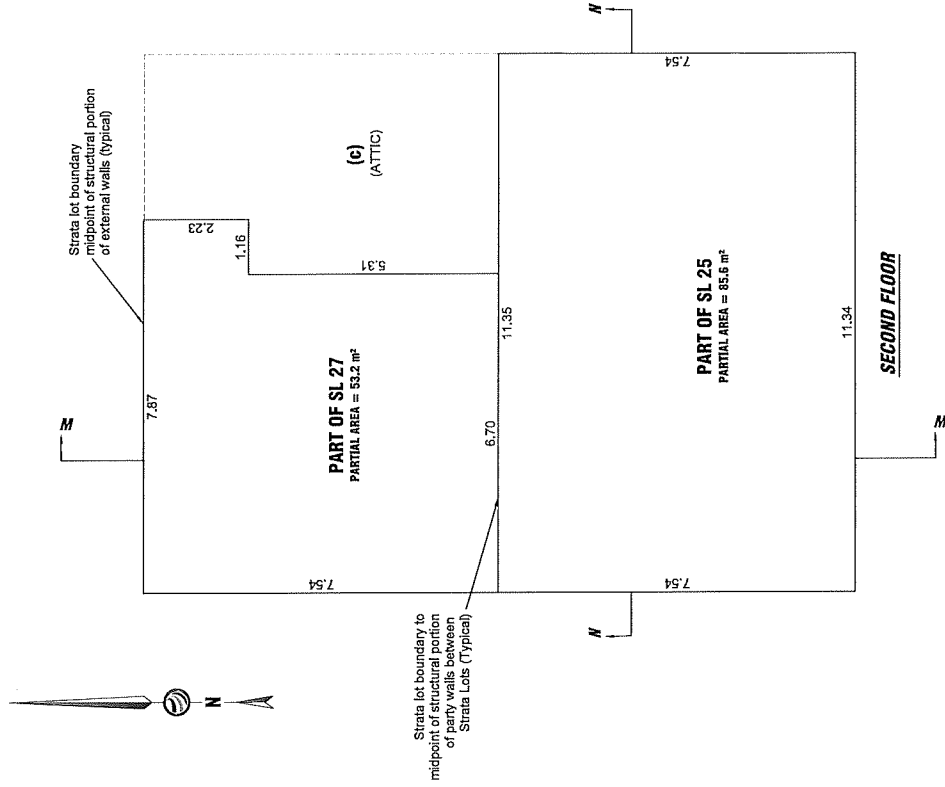 N
Strata lot boundary
midpoint of structural portion
of external walls (typical)
M
7.87
2.23
1.16
(c)
(ATTIC)
5.31
7.54
PART OF SL 27
PARTIAL AREA = 53.2 m²
6.70
11.35
Strata lot boundary to
midpoint of structural portion
of party walls between
Strata Lots (Typical)
N
N
7.54
7.54
PART OF SL 25
PARTIAL AREA = 85.6 m²
11.34
M
SECOND FLOOR